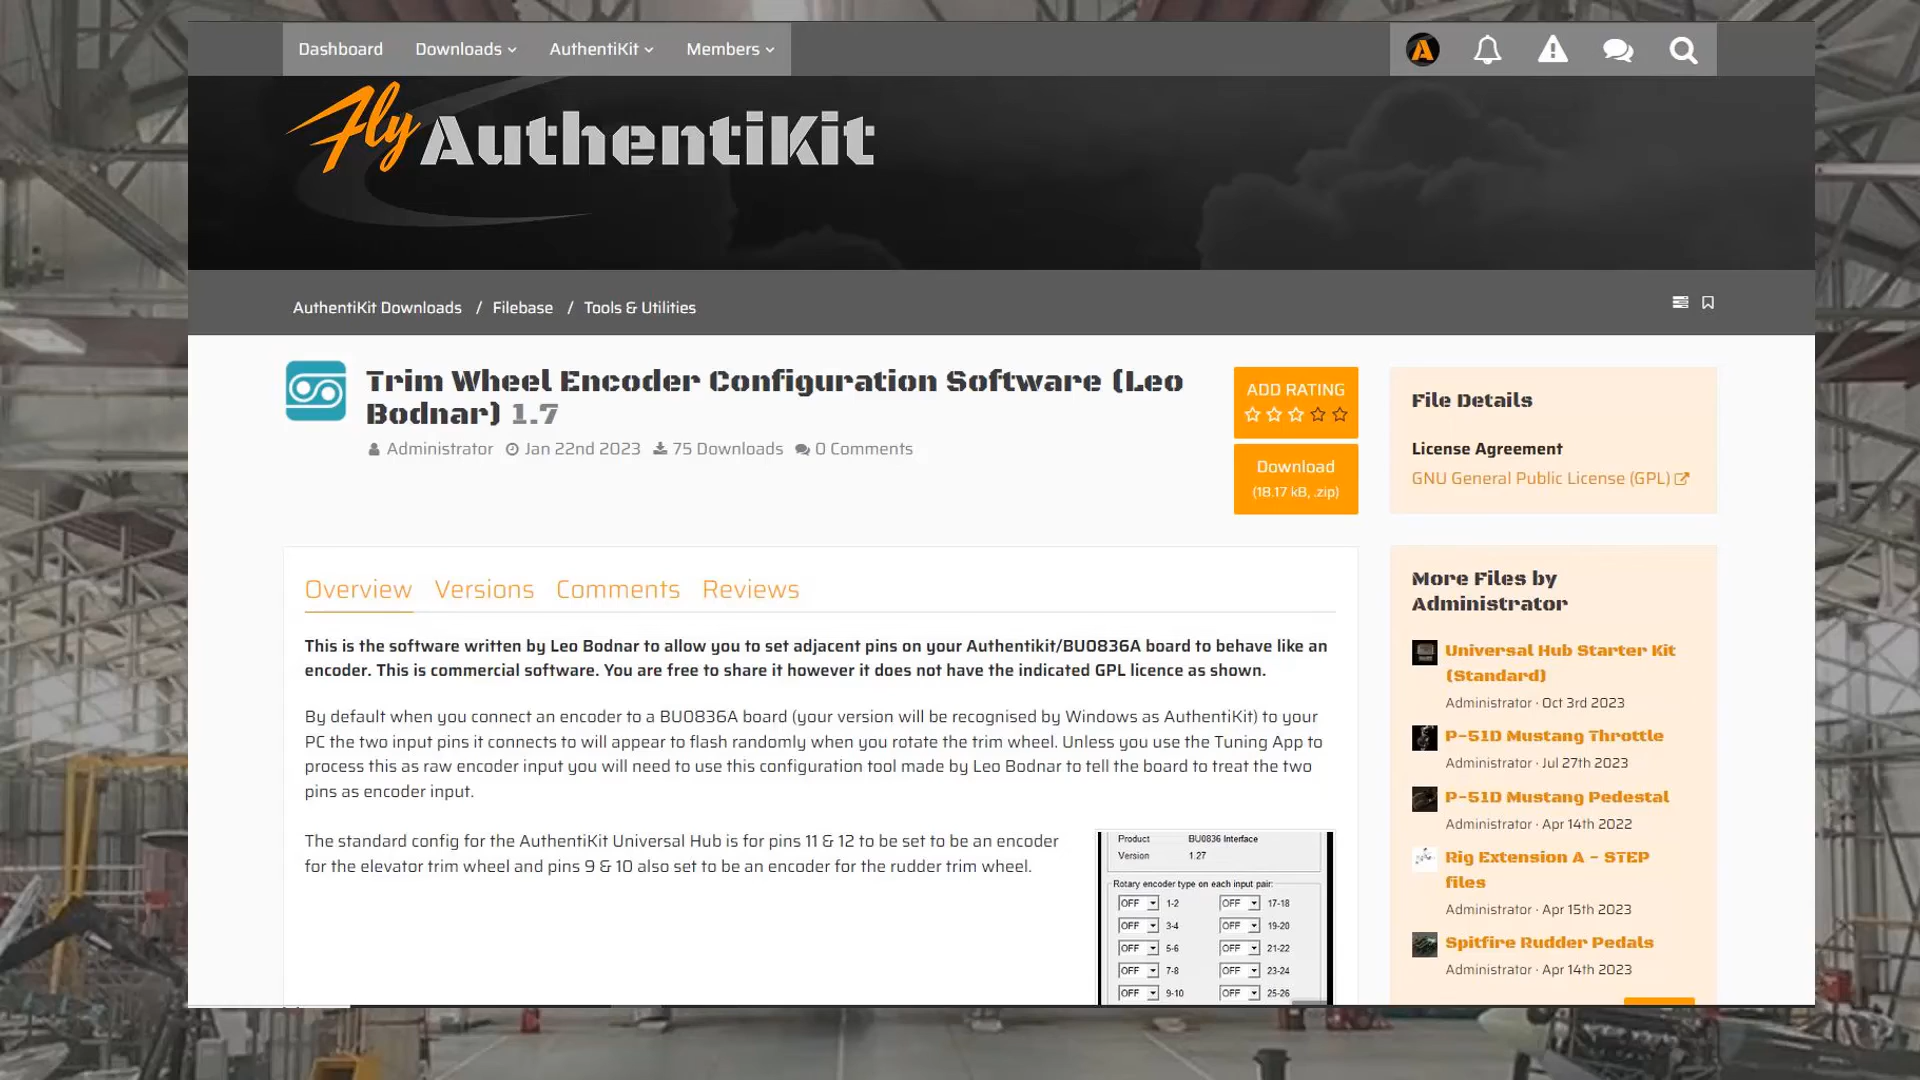 Dashboard Downloads AuthentiKit Members
Fly AuthentiKit
AuthentiKit Downloads / Filebase / Tools & Utilities
Trim Wheel Encoder Configuration Software (Leo
Bodnar) 1.7
Administrator Jan 22nd 2023 75 Downloads 0 Comments
ADD RATING
Download
(18.17 kB, .zip)
File Details
License Agreement
GNU General Public License (GPL)
Overview Versions Comments Reviews
This is the software written by Leo Bodnar to allow you to set adjacent pins on your Authentikit/BU0836A board to behave like an
encoder. This is commercial software. You are free to share it however it does not have the indicated GPL licence as shown.
By default when you connect an encoder to a BU0836A board (your version will be recognised by Windows as AuthentiKit) to your
PC the two input pins it connects to will appear to flash randomly when you rotate the trim wheel. Unless you use the Tuning App to
process this as raw encoder input you will need to use this configuration tool made by Leo Bodnar to tell the board to treat the two
pins as encoder input.
The standard config for the AuthentiKit Universal Hub is for pins 11 & 12 to be set to be an encoder
for the elevator trim wheel and pins 9 & 10 also set to be an encoder for the rudder trim wheel.
Product BU0836 Interface
Version 1.27
Rotary encoder type on each input pair:
OFF 1-2 OFF 17-18
OFF 3-4 OFF 19-20
OFF 5-6 OFF 21-22
OFF 7-8 OFF 23-24
OFF 9-10 OFF 25-26
More Files by
Administrator
Universal Hub Starter Kit
(Standard)
Administrator · Oct 3rd 2023
P-51D Mustang Throttle
Administrator · Jul 27th 2023
P-51D Mustang Pedestal
Administrator · Apr 14th 2022
Rig Extension A - STEP
files
Administrator · Apr 15th 2023
Spitfire Rudder Pedals
Administrator · Apr 14th 2023